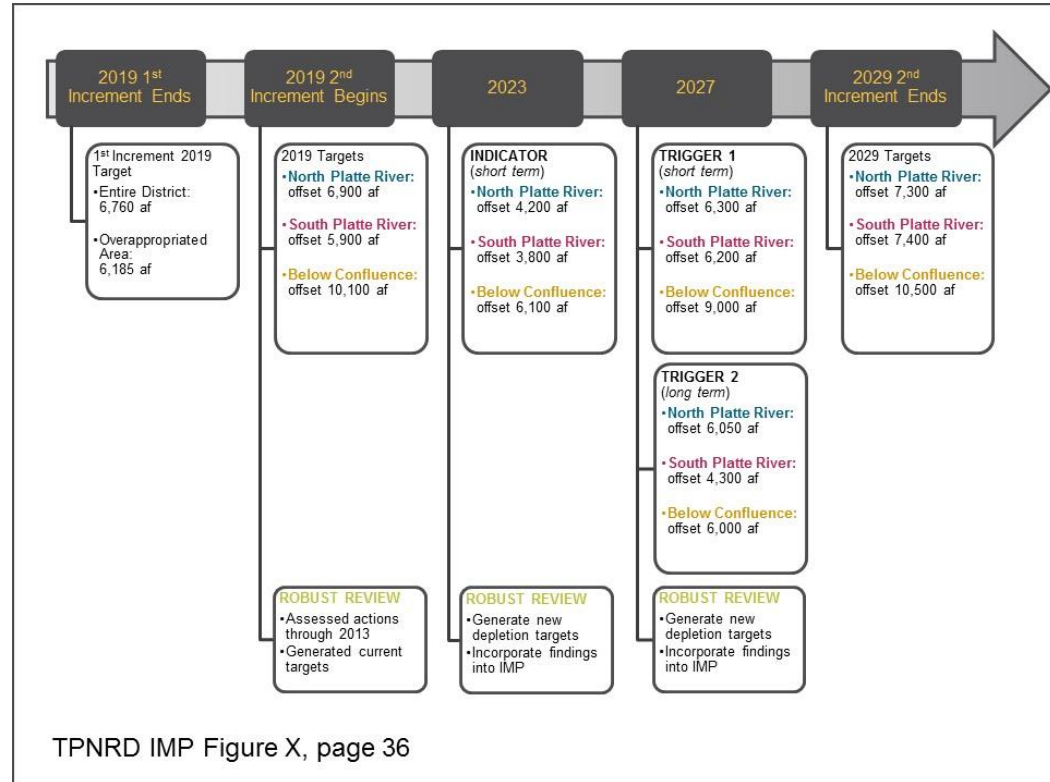 2019 1st
Increment Ends
2019 2nd
Increment Begins
2023
2027
2029 2nd
Increment Ends
1st Increment 2019
Target
•Entire District:
6,760 af
•Overappropriated
Area:
6,185 af
2019 Targets
•North Platte River:
offset 6,900 af
•South Platte River:
offset 5,900 af
•Below Confluence:
offset 10,100 af
INDICATOR
(short term)
•North Platte River:
offset 4,200 af
•South Platte River:
offset 3,800 af
•Below Confluence:
offset 6,100 af
TRIGGER 1
(short term)
•North Platte River:
offset 6,300 af
•South Platte River:
offset 6,200 af
•Below Confluence:
offset 9,000 af
2029 Targets
•North Platte River:
offset 7,300 af
•South Platte River:
offset 7,400 af
•Below Confluence:
offset 10,500 af
TRIGGER 2
(long term)
•North Platte River:
offset 6,050 af
•South Platte River:
offset 4,300 af
•Below Confluence:
offset 6,000 af
ROBUST REVIEW
•Assessed actions
through 2013
•Generated current
targets
ROBUST REVIEW
•Generate new
depletion targets
•Incorporate findings
into IMP
ROBUST REVIEW
•Generate new
depletion targets
•Incorporate findings
into IMP
TPNRD IMP Figure X, page 36